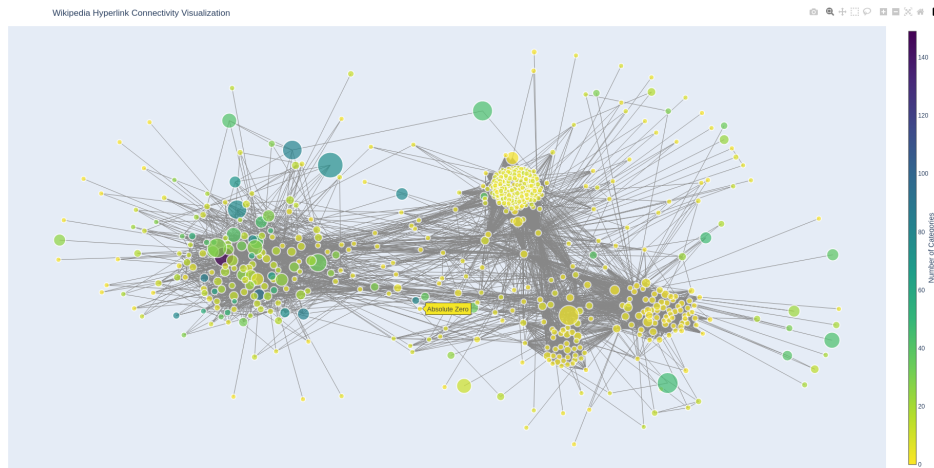 Wikipedia Hyperlink Connectivity Visualization
Absolute Zero
140
120
100
80
60
40
20
0
Number of Categories